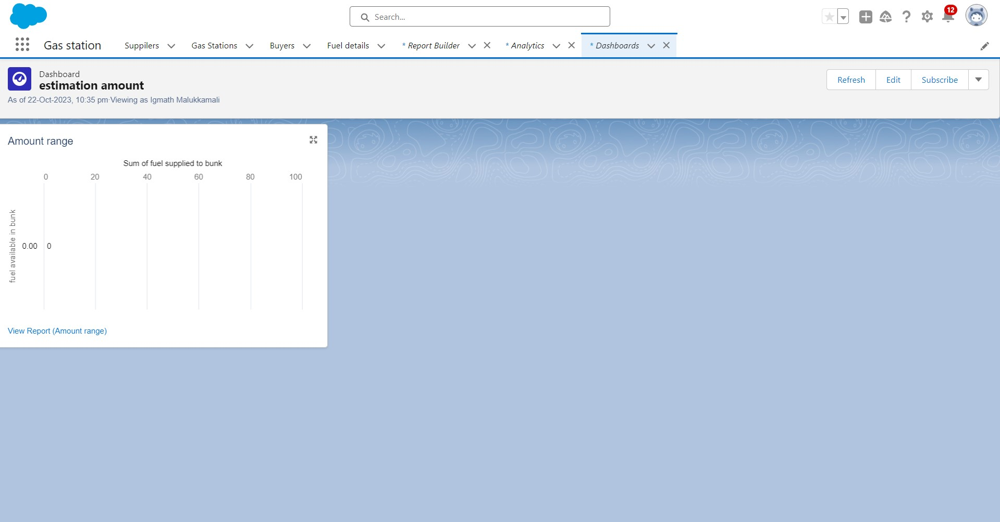 Search...
12
Gas station
Suppilers
Gas Stations
Buyers
Fuel details
* Report Builder
* Analytics
* Dashboards
Dashboard
estimation amount
As of 22-Oct-2023, 10:35 pm·Viewing as Igmath Malukkamali
Refresh
Edit
Subscribe
Amount range
Sum of fuel supplied to bunk
0 20 40 60 80 100
fuel available in bunk
0.00 0
View Report (Amount range)